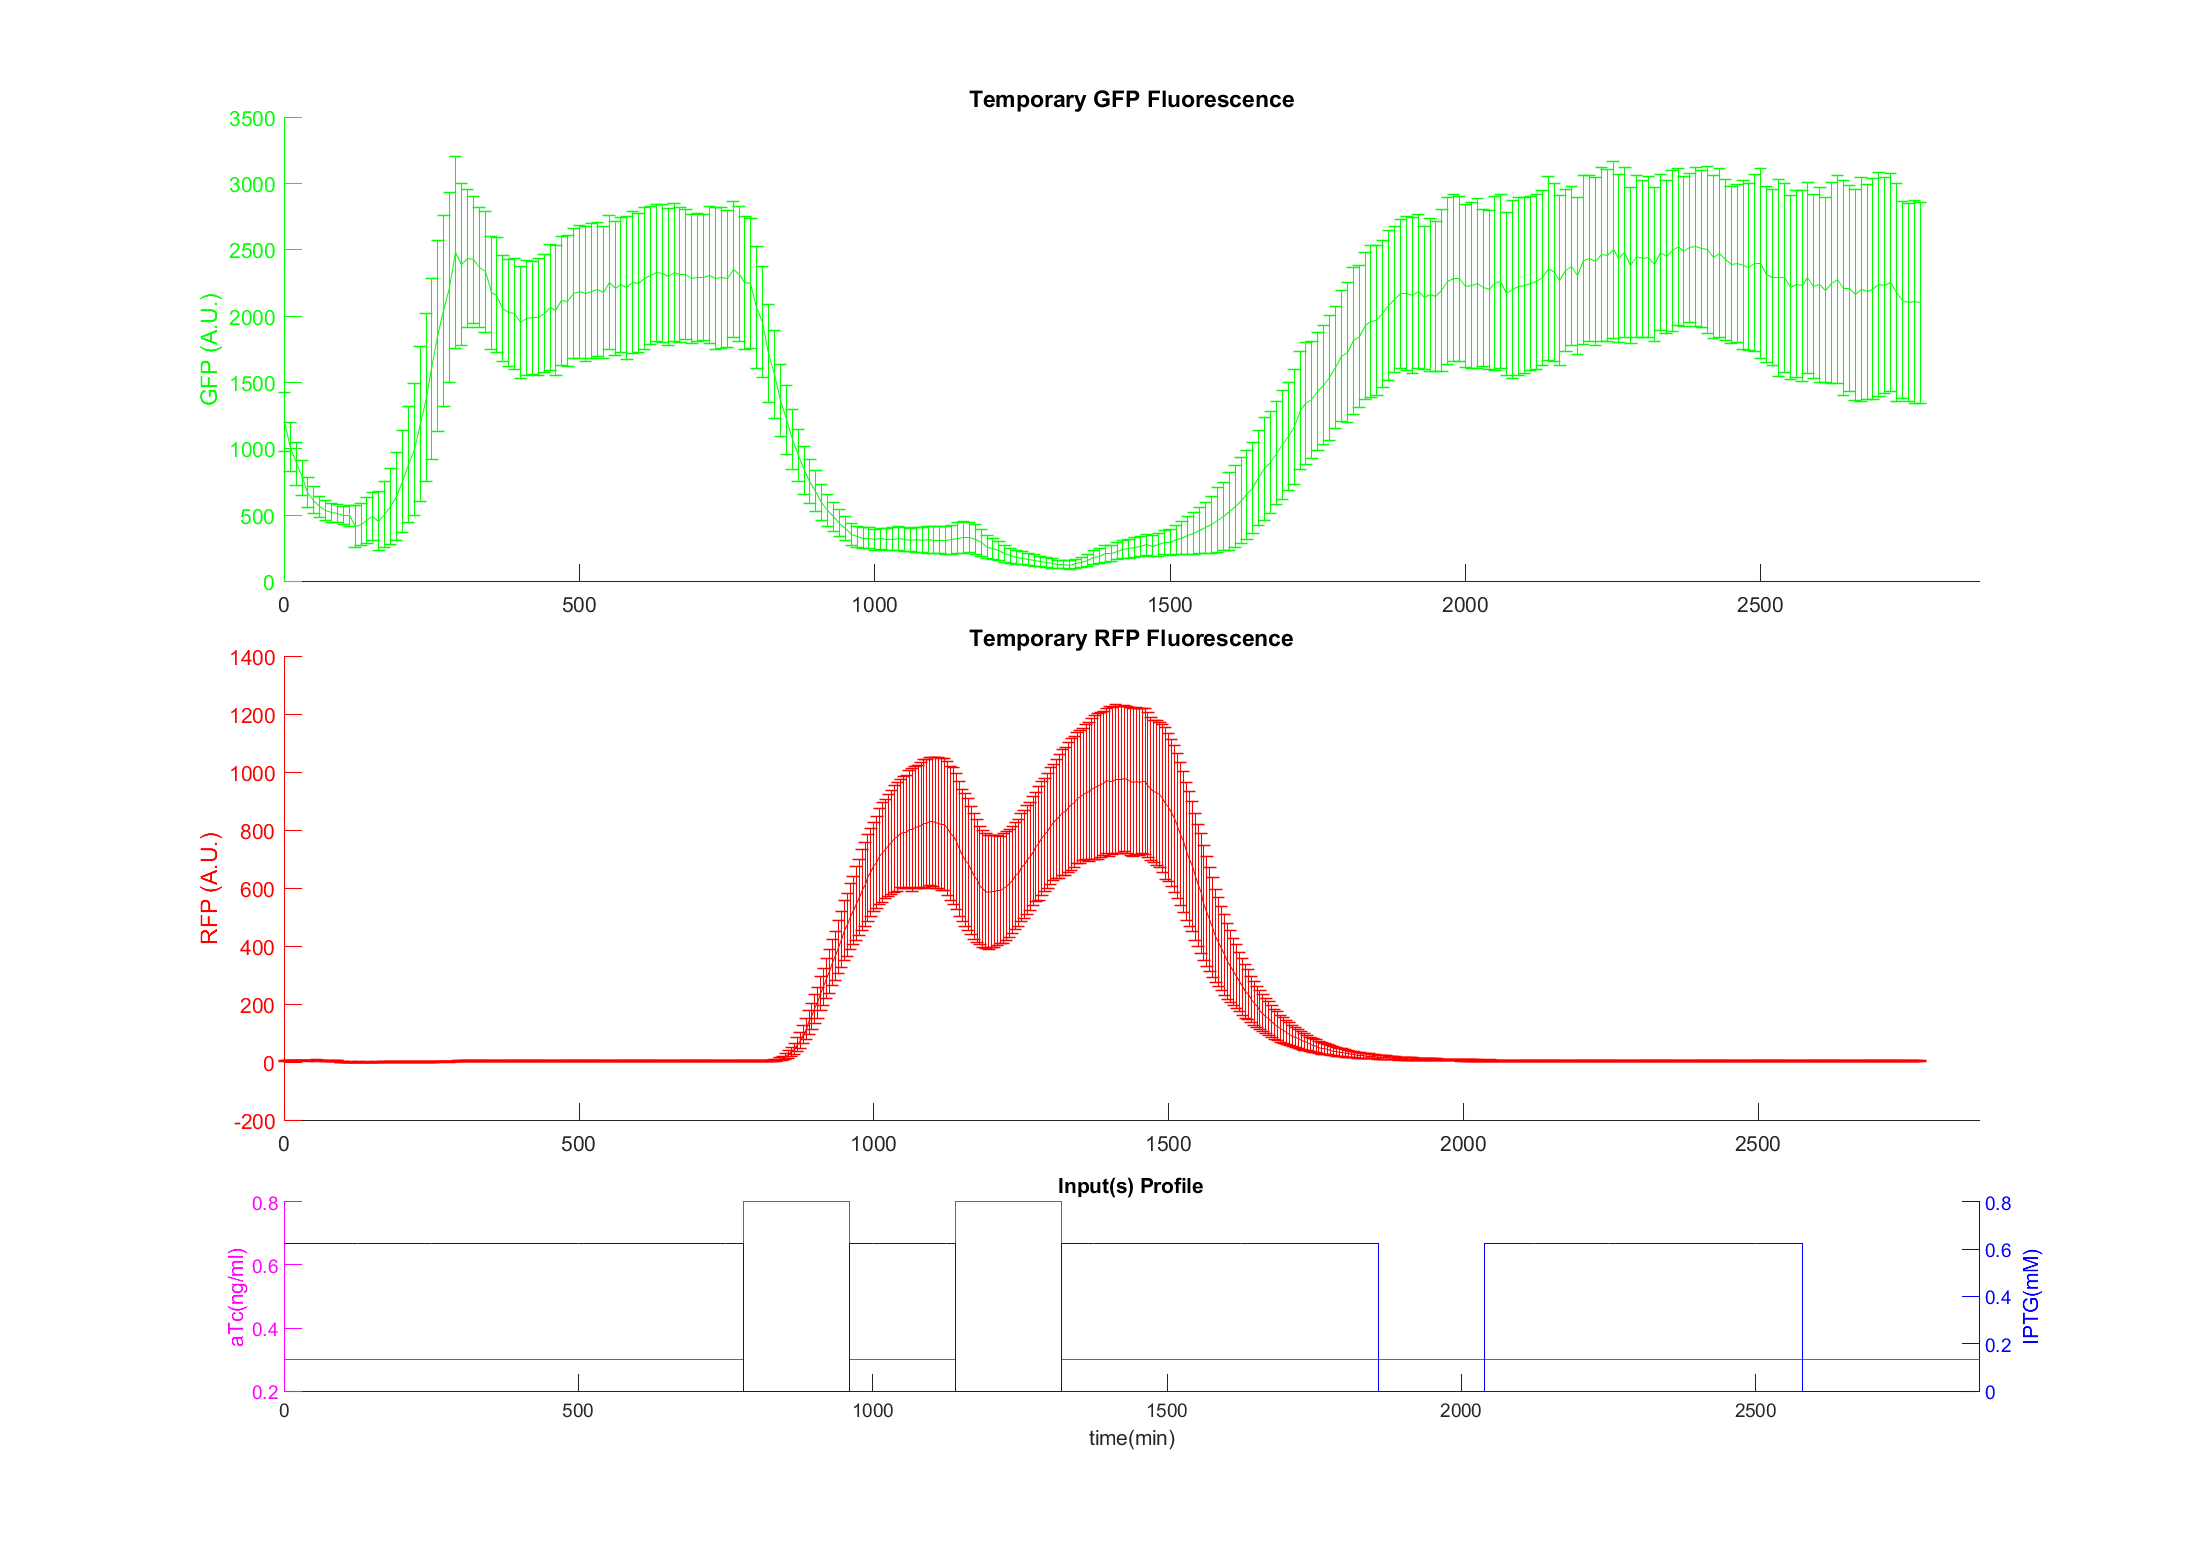 Temporary GFP Fluorescence
3500
3000
2500
2000
1500
1000
500
0
GFP (A.U.)
0 500 1000 1500 2000 2500
Temporary RFP Fluorescence
1400
1200
1000
800
600
400
200
0
-200
RFP (A.U.)
0 500 1000 1500 2000 2500
Input(s) Profile
0.8
0.6
0.4
0.2
aTc(ng/ml)
0.8
0.6
0.4
0.2
0
IPTG(mM)
0 500 1000 1500 2000 2500
time(min)